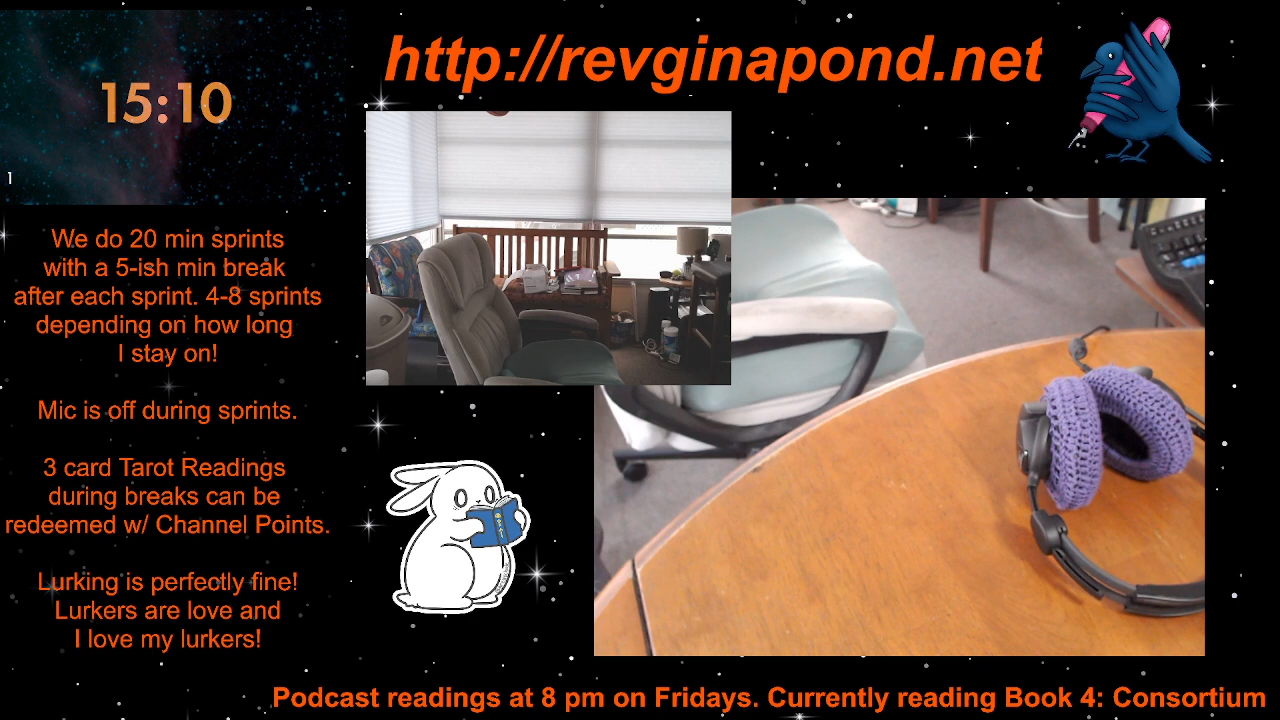 http://revginapond.net
15:10
1
We do 20 min sprints
with a 5-ish min break
after each sprint. 4-8 sprints
depending on how long
I stay on!
Mic is off during sprints.
3 card Tarot Readings
during breaks can be
redeemed w/ Channel Points.
Lurking is perfectly fine!
Lurkers are love and
I love my lurkers!
Podcast readings at 8 pm on Fridays. Currently reading Book 4: Consortium